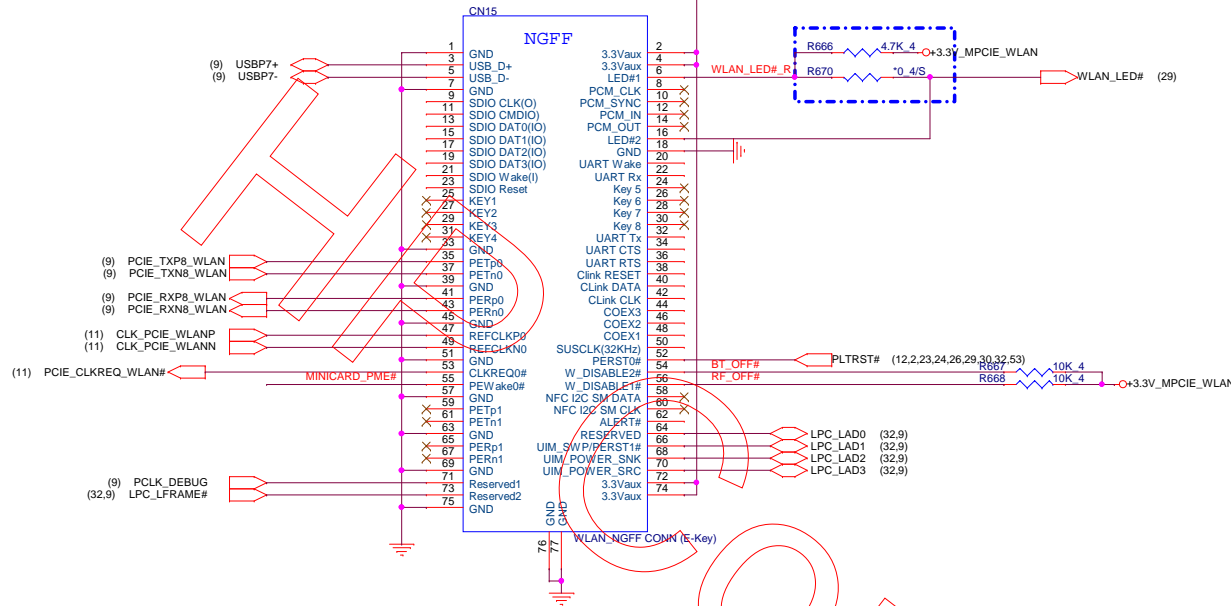 CN15
NGFF
1 GND 3.3Vaux 2
(9) USBP7+ 3 USB_D+ 3.3Vaux 4
(9) USBP7- 5 USB_D- LED#1 6 WLAN_LED#_R
R666 4.7K_4 +3.3V_MPCIE_WLAN
R670 *0_4/S WLAN_LED# (29)
7 GND PCM_CLK 8
9 SDIO CLK(O) PCM_SYNC 10
11 SDIO CMDIO) PCM_IN 12
13 SDIO DAT0(IO) PCM_OUT 14
15 SDIO DAT1(IO) LED#2 16
17 SDIO DAT2(IO) GND 18
19 SDIO DAT3(IO) UART Wake 20
21 SDIO Wake(I) UART Rx 22
23 SDIO Reset Key 5 24
25 KEY1 Key 6 26
27 KEY2 Key 7 28
29 KEY3 Key 8 30
31 KEY4 UART Tx 32
33 GND UART CTS 34
(9) PCIE_TXP8_WLAN 35 PETp0 UART RTS 36
(9) PCIE_TXN8_WLAN 37 PETn0 Clink RESET 38
39 GND CLink DATA 40
(9) PCIE_RXP8_WLAN 41 PERp0 CLink CLK 42
(9) PCIE_RXN8_WLAN 43 PERn0 COEX3 44
45 GND COEX2 46
(11) CLK_PCIE_WLANP 47 REFCLKP0 COEX1 48
(11) CLK_PCIE_WLANN 49 REFCLKN0 SUSCLK(32KHz) 50
51 GND PERST0# 52 PLTRST# (12,2,23,24,26,29,30,32,53)
(11) PCIE_CLKREQ_WLAN# 53 CLKREQ0# W_DISABLE2# 54 BT_OFF# R667 10K_4
MINICARD_PME# 55 PEWake0# W_DISABLE1# 56 RF_OFF# R668 10K_4 +3.3V_MPCIE_WLAN
57 GND NFC I2C SM DATA 58
59 PETp1 NFC I2C SM CLK 60
61 PETn1 ALERT# 62
63 GND RESERVED 64 LPC_LAD0 (32,9)
65 PERp1 UIM_SWP/PERST1# 66 LPC_LAD1 (32,9)
67 PERn1 UIM_POWER_SNK 68 LPC_LAD2 (32,9)
69 GND UIM_POWER_SRC 70 LPC_LAD3 (32,9)
(9) PCLK_DEBUG 71 Reserved1 3.3Vaux 72
(32,9) LPC_LFRAME# 73 Reserved2 3.3Vaux 74
75 GND
GND GND
76 77
WLAN_NGFF CONN (E-Key)